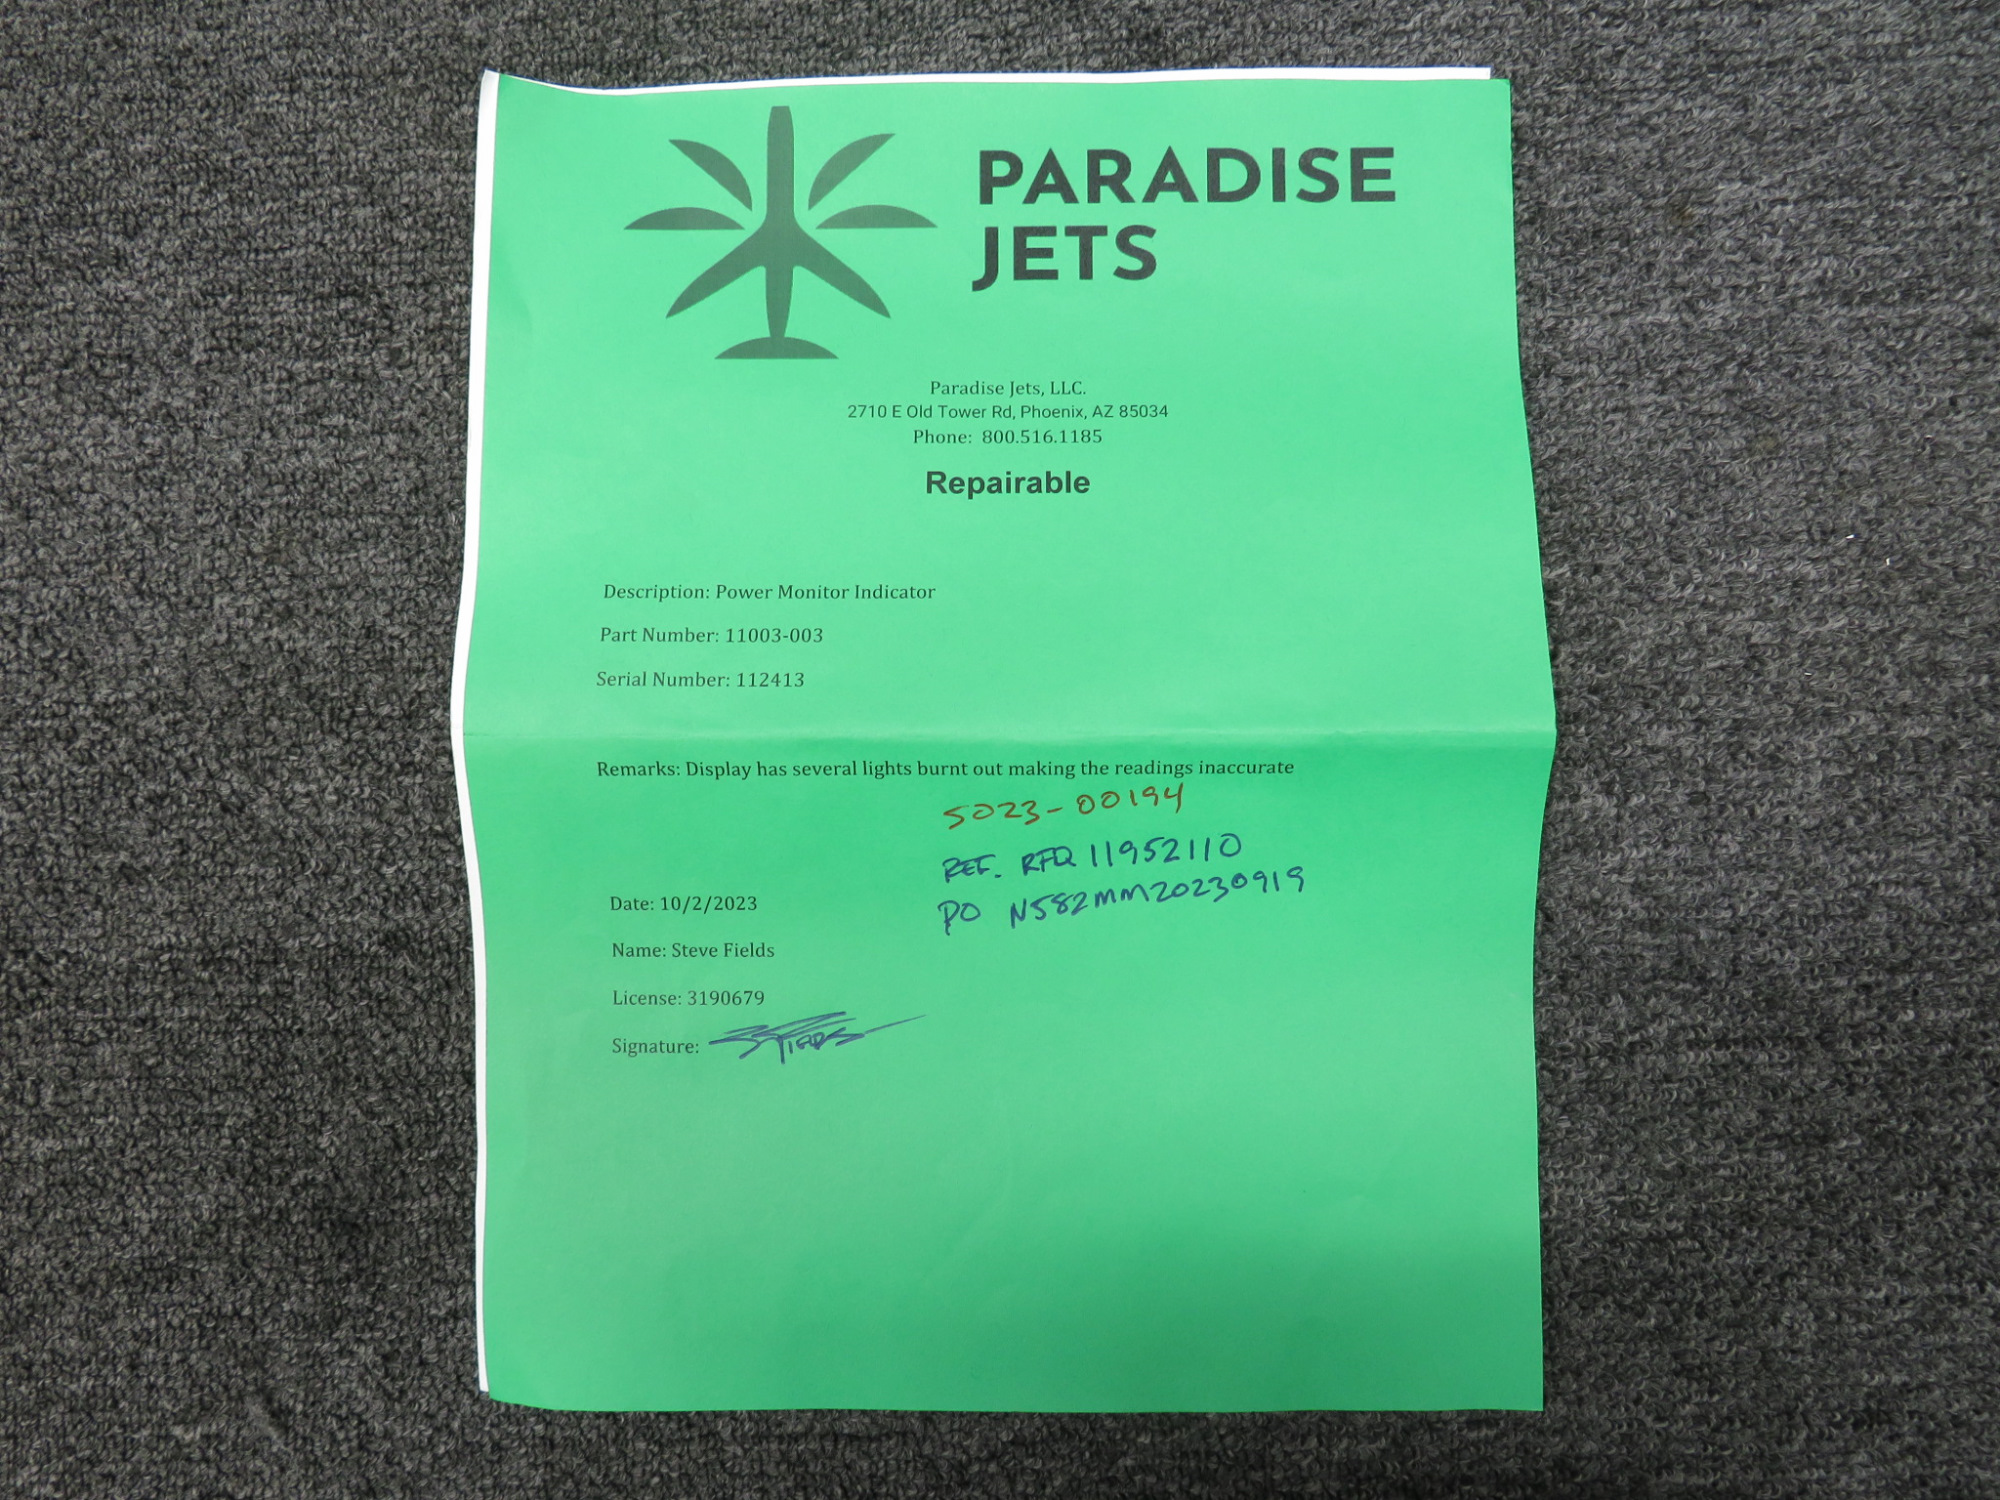 PARADISE
JETS
Paradise Jets, LLC.
2710 E Old Tower Rd, Phoenix, AZ 85034
Phone: 800.516.1185
Repairable
Description: Power Monitor Indicator
Part Number: 11003-003
Serial Number: 112413
Remarks: Display has several lights burnt out making the readings inaccurate
SO23-00194
REF. RFQ 11952110
PO N582MM20230919
Date: 10/2/2023
Name: Steve Fields
License: 3190679
Signature: SFIELDS